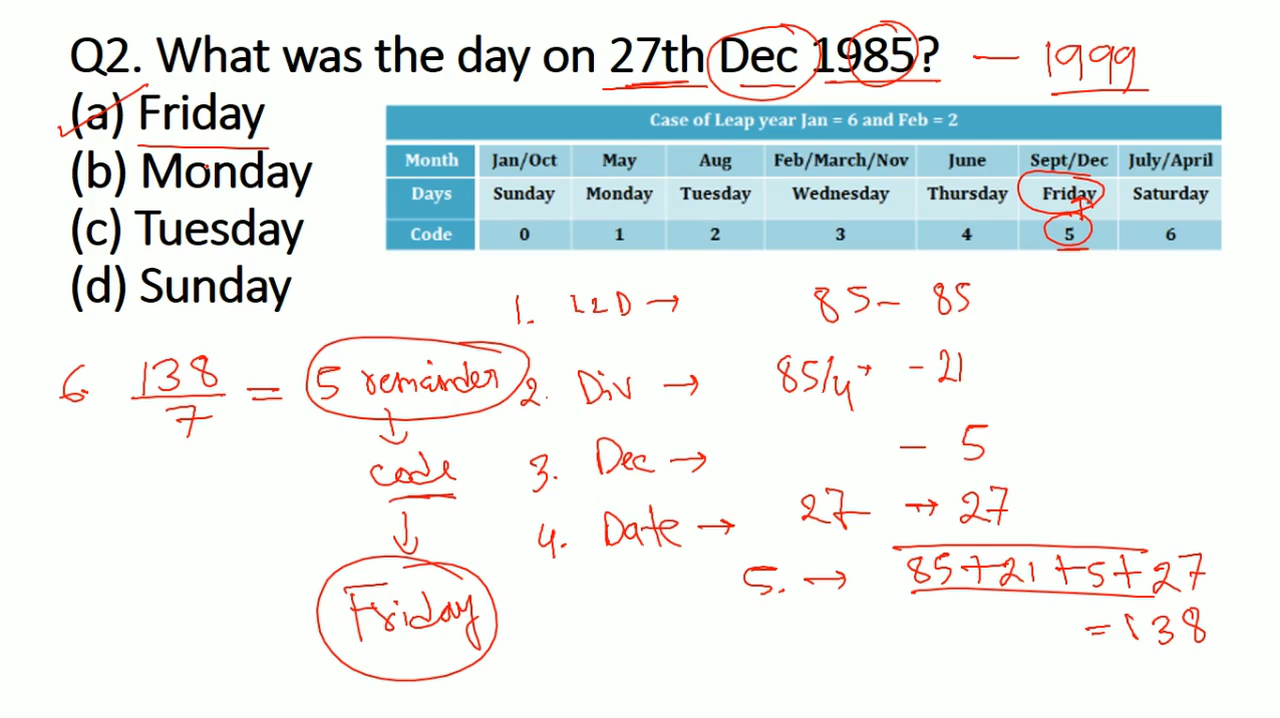 Q2. What was the day on 27th Dec 1985? — 1999
(a) Friday
(b) Monday
(c) Tuesday
(d) Sunday
Case of Leap year Jan = 6 and Feb = 2
Month Jan/Oct May Aug Feb/March/Nov June Sept/Dec July/April
Days Sunday Monday Tuesday Wednesday Thursday Friday Saturday
Code 0 1 2 3 4 5 6
1. L2D → 85 – 85
2. Div → 85/4 → - 21
3. Dec → – 5
4. Date → 27 → 27
5. → 85+21+5+27
=138
6. 138/7 = 5 remainder
↓
code
↓
Friday